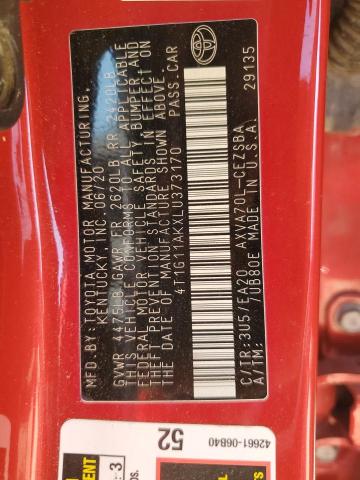 MFD. BY: TOYOTA MOTOR MANUFACTURING,
KENTUCKY, INC. 06/20
GVWR 4475LB GAWR FR 2620LB RR 2420LB
THIS VEHICLE CONFORMS TO ALL APPLICABLE
FEDERAL MOTOR VEHICLE SAFETY BUMPER, AND
THEFT PREVENTION STANDARDS IN EFFECT ON
THE DATE OF MANUFACTURE SHOWN ABOVE.
4T1G11AKXLU373170 PASS.CAR
C/TR:3U5/EA20 AXVA70L-CEZSBA
A/TM: /UB80E MADE IN U.S.A. 29135
52
42661-06B40